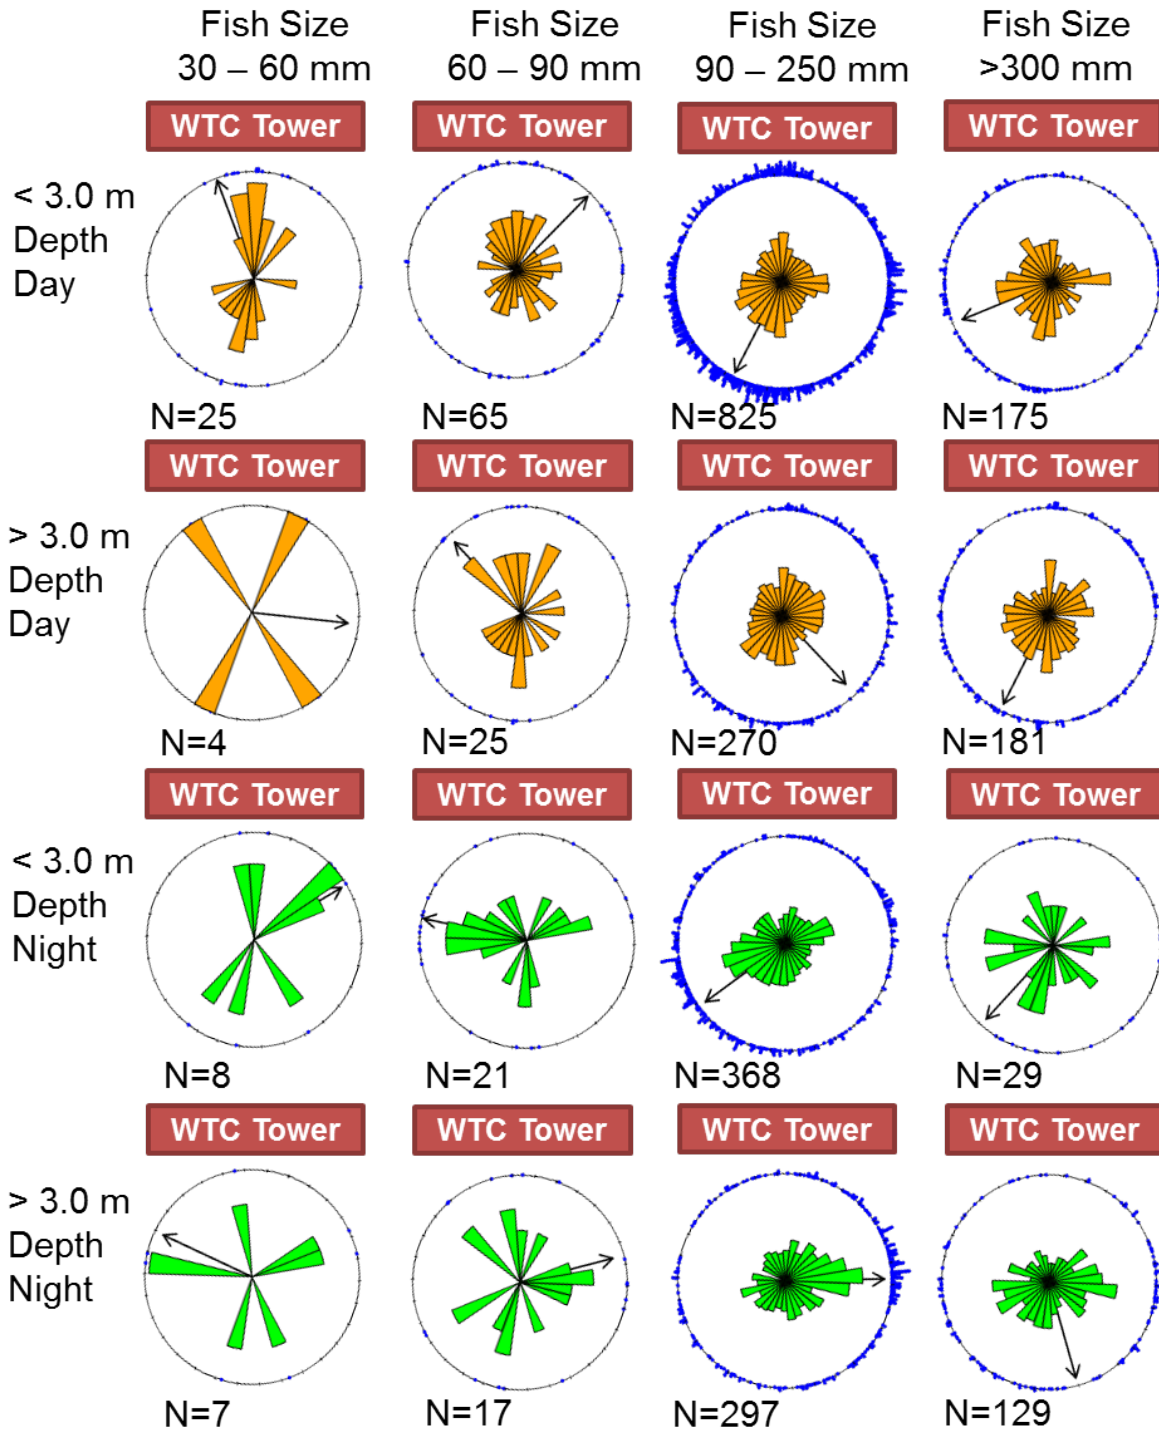 Fish Size
30 – 60 mm
Fish Size
60 – 90 mm
Fish Size
90 – 250 mm
Fish Size
>300 mm
WTC Tower
WTC Tower
WTC Tower
WTC Tower
< 3.0 m
Depth
Day
N=25
N=65
N=825
N=175
WTC Tower
WTC Tower
WTC Tower
WTC Tower
> 3.0 m
Depth
Day
N=4
N=25
N=270
N=181
WTC Tower
WTC Tower
WTC Tower
WTC Tower
< 3.0 m
Depth
Night
N=8
N=21
N=368
N=29
WTC Tower
WTC Tower
WTC Tower
WTC Tower
> 3.0 m
Depth
Night
N=7
N=17
N=297
N=129